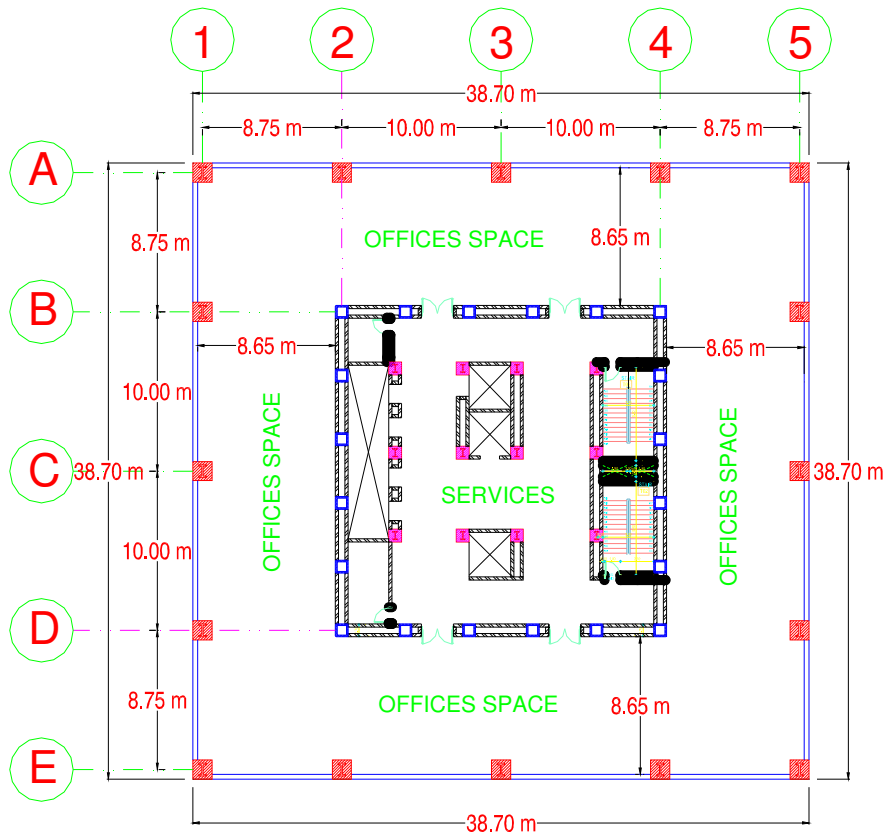 1 2 3 4 5
38.70 m
8.75 m 10.00 m 10.00 m 8.75 m
A
OFFICES SPACE
8.75 m
8.65 m
B
8.65 m
8.65 m
10.00 m
OFFICES SPACE
OFFICES SPACE
C
38.70 m
38.70 m
SERVICES
10.00 m
D
8.75 m
OFFICES SPACE
8.65 m
E
38.70 m